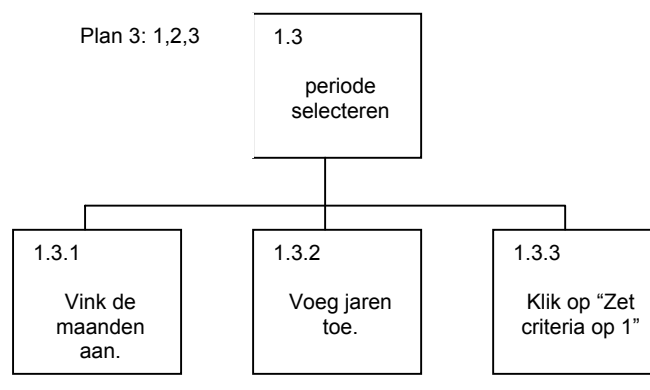 Plan 3: 1,2,3
1.3
periode
selecteren
1.3.1
Vink de
maanden
aan.
1.3.2
Voeg jaren
toe.
1.3.3
Klik op “Zet
criteria op 1”